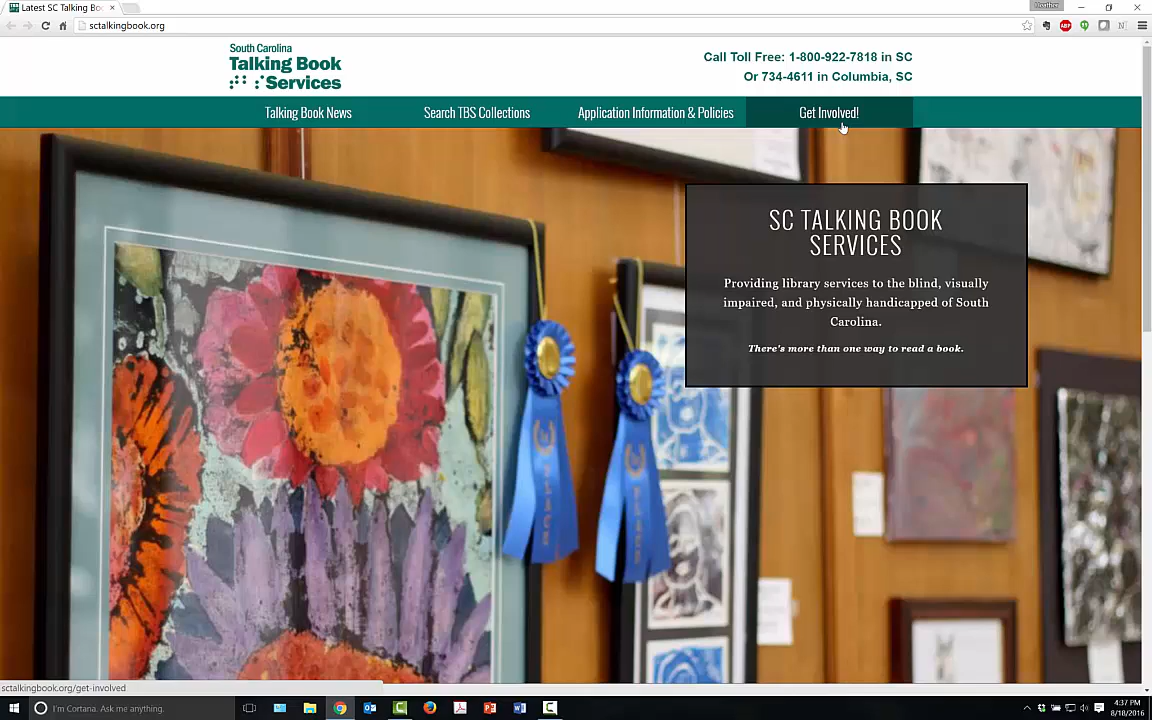 Latest SC Talking Bo
Heather
sctalkingbook.org
South Carolina
Talking Book
Services
Call Toll Free: 1-800-922-7818 in SC
Or 734-4611 in Columbia, SC
Talking Book News
Search TBS Collections
Application Information & Policies
Get Involved!
SC TALKING BOOK
SERVICES
Providing library services to the blind, visually
impaired, and physically handicapped of South
Carolina.
There's more than one way to read a book.
PLACE
PLACE
sctalkingbook.org/get-involved
I'm Cortana. Ask me anything.
4:37 PM
8/18/2016